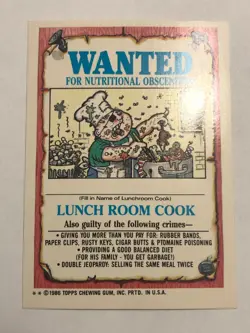 WANTED
FOR NUTRITIONAL OBSCENITY
(Fill in Name of Lunchroom Cook)
LUNCH ROOM COOK
Also guilty of the following crimes—
• GIVING YOU MORE THAN YOU PAY FOR: RUBBER BANDS,
PAPER CLIPS, RUSTY KEYS, CIGAR BUTTS & PTOMAINE POISONING
• PROVIDING A GOOD BALANCED DIET
(FOR HIS FAMILY - YOU GET GARBAGE!)
• DOUBLE JEOPARDY: SELLING THE SAME MEAL TWICE
** ©1986 TOPPS CHEWING GUM, INC. PRTD. IN U.S.A.